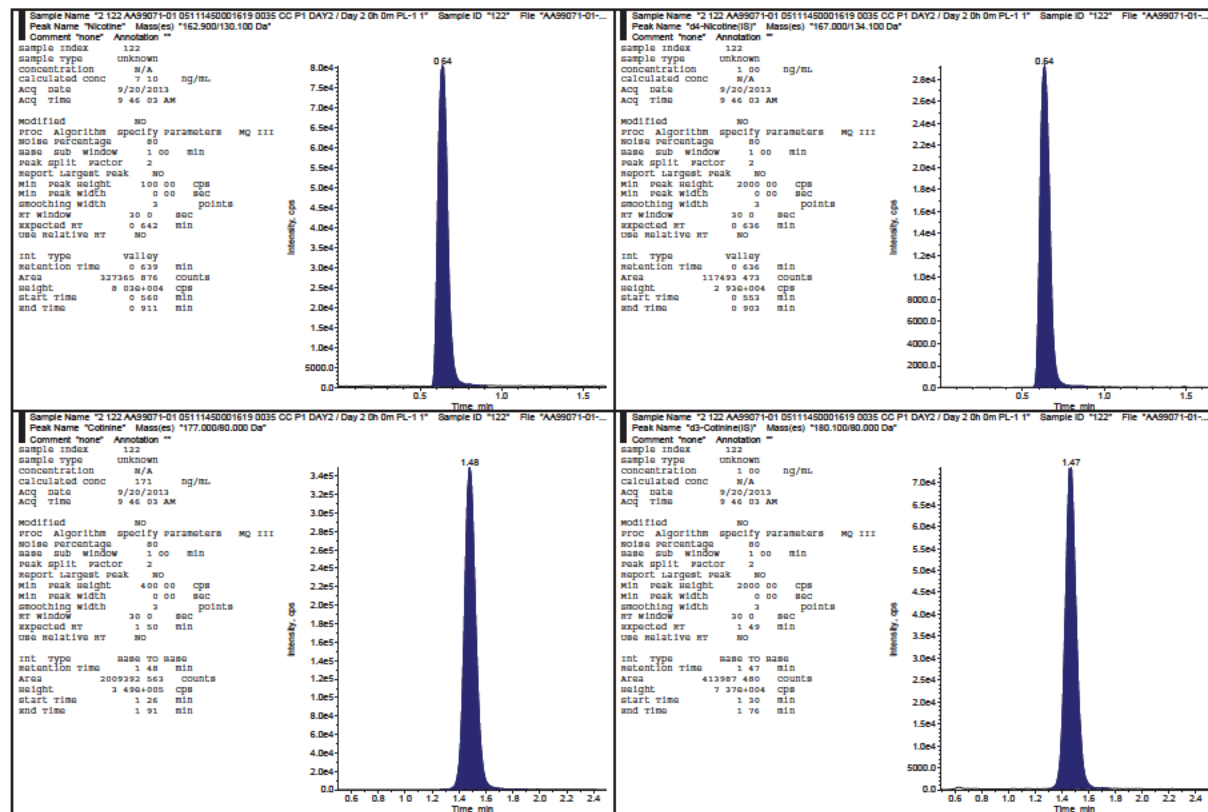 Sample Name "2 122 AA99071-01 05111450001619 0035 CC P1 DAY2 / Day 2 0h 0m PL-1 1" Sample ID "122" File "AA99071-01-...
Peak Name "Nicotine" Mass(es) "162.900/130.100 Da"
Comment "none" Annotation ""
Sample Index 122
Sample Type Unknown
Concentration N/A
Calculated Conc 7 10 ng/mL
Acq Date 9/20/2013
Acq Time 9 46 03 AM
Modified NO
Proc Algorithm Specify Parameters MQ III
Noise Percentage 80
Base Sub Window 1 00 min
Peak Split Factor 2
Report Largest Peak NO
Min Peak Height 100 00 cps
Min Peak Width 0 00 sec
Smoothing Width 3 points
RT Window 30 0 sec
Expected RT 0 642 min
Use Relative RT NO
Int Type Valley
Retention Time 0 639 min
Area 327365 876 counts
Height 8 03e+004 cps
Start Time 0 560 min
End Time 0 911 min
0.64
8.0e4
7.5e4
7.0e4
6.5e4
6.0e4
5.5e4
5.0e4
4.5e4
4.0e4
3.5e4
3.0e4
2.5e4
2.0e4
1.5e4
1.0e4
5000.0
0.0
Intensity, cps
0.5 1.0 1.5
Time min
Sample Name "2 122 AA99071-01 05111450001619 0035 CC P1 DAY2 / Day 2 0h 0m PL-1 1" Sample ID "122" File "AA99071-01-...
Peak Name "d4-Nicotine(IS)" Mass(es) "167.000/134.100 Da"
Comment "none" Annotation ""
Sample Index 122
Sample Type Unknown
Concentration 1 00 ng/mL
Calculated Conc N/A
Acq Date 9/20/2013
Acq Time 9 46 03 AM
Modified NO
Proc Algorithm Specify Parameters MQ III
Noise Percentage 80
Base Sub Window 1 00 min
Peak Split Factor 2
Report Largest Peak NO
Min Peak Height 2000 00 cps
Min Peak Width 0 00 sec
Smoothing Width 3 points
RT Window 30 0 sec
Expected RT 0 636 min
Use Relative RT NO
Int Type Valley
Retention Time 0 636 min
Area 117493 473 counts
Height 2 93e+004 cps
Start Time 0 553 min
End Time 0 903 min
0.64
2.8e4
2.6e4
2.4e4
2.2e4
2.0e4
1.8e4
1.6e4
1.4e4
1.2e4
1.0e4
8000.0
6000.0
4000.0
2000.0
0.0
Intensity, cps
0.5 1.0 1.5
Time min
Sample Name "2 122 AA99071-01 05111450001619 0035 CC P1 DAY2 / Day 2 0h 0m PL-1 1" Sample ID "122" File "AA99071-01-...
Peak Name "Cotinine" Mass(es) "177.000/80.000 Da"
Comment "none" Annotation ""
Sample Index 122
Sample Type Unknown
Concentration N/A
Calculated Conc 171 ng/mL
Acq Date 9/20/2013
Acq Time 9 46 03 AM
Modified NO
Proc Algorithm Specify Parameters MQ III
Noise Percentage 80
Base Sub Window 1 00 min
Peak Split Factor 2
Report Largest Peak NO
Min Peak Height 400 00 cps
Min Peak Width 0 00 sec
Smoothing Width 3 points
RT Window 30 0 sec
Expected RT 1 50 min
Use Relative RT NO
Int Type Base To Base
Retention Time 1 48 min
Area 2009392 563 counts
Height 3 49e+005 cps
Start Time 1 26 min
End Time 1 91 min
1.48
3.4e5
3.2e5
3.0e5
2.8e5
2.6e5
2.4e5
2.2e5
2.0e5
1.8e5
1.6e5
1.4e5
1.2e5
1.0e5
8.0e4
6.0e4
4.0e4
2.0e4
0.0
Intensity, cps
0.6 0.8 1.0 1.2 1.4 1.6 1.8 2.0 2.2 2.4
Time min
Sample Name "2 122 AA99071-01 05111450001619 0035 CC P1 DAY2 / Day 2 0h 0m PL-1 1" Sample ID "122" File "AA99071-01-...
Peak Name "d3-Cotinine(IS)" Mass(es) "180.100/80.000 Da"
Comment "none" Annotation ""
Sample Index 122
Sample Type Unknown
Concentration 1 00 ng/mL
Calculated Conc N/A
Acq Date 9/20/2013
Acq Time 9 46 03 AM
Modified NO
Proc Algorithm Specify Parameters MQ III
Noise Percentage 80
Base Sub Window 1 00 min
Peak Split Factor 2
Report Largest Peak NO
Min Peak Height 2000 00 cps
Min Peak Width 0 00 sec
Smoothing Width 3 points
RT Window 30 0 sec
Expected RT 1 49 min
Use Relative RT NO
Int Type Base To Base
Retention Time 1 47 min
Area 413987 480 counts
Height 7 37e+004 cps
Start Time 1 30 min
End Time 1 76 min
1.47
7.0e4
6.5e4
6.0e4
5.5e4
5.0e4
4.5e4
4.0e4
3.5e4
3.0e4
2.5e4
2.0e4
1.5e4
1.0e4
5000.0
0.0
Intensity, cps
0.6 0.8 1.0 1.2 1.4 1.6 1.8 2.0 2.2 2.4
Time min